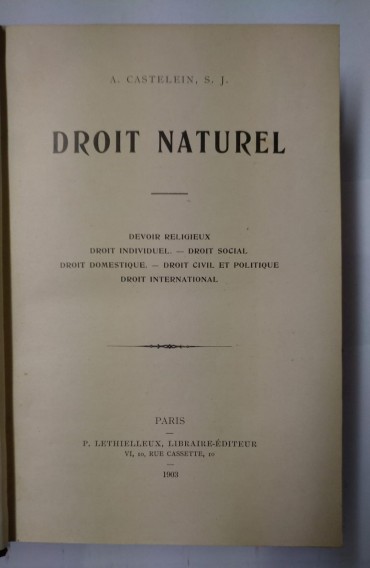 A. CASTELEIN, S. J.
DROIT NATUREL
DEVOIR RELIGIEUX
DROIT INDIVIDUEL. — DROIT SOCIAL
DROIT DOMESTIQUE. — DROIT CIVIL ET POLITIQUE
DROIT INTERNATIONAL
PARIS
P. LETHIELLEUX, LIBRAIRE-ÉDITEUR
VI, 10, RUE CASSETTE, 10
1903